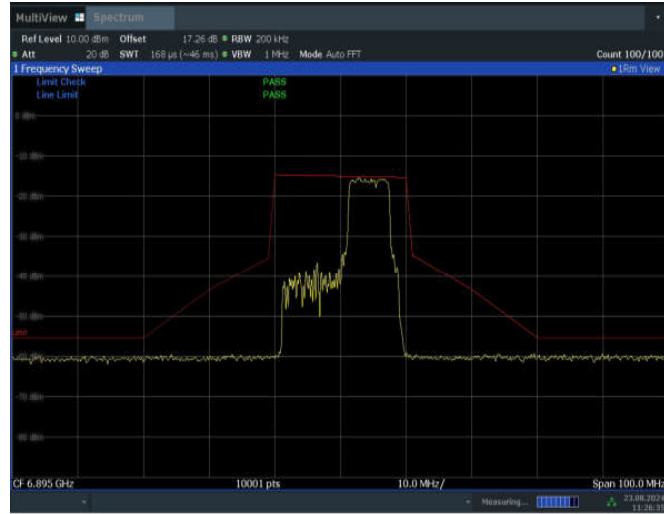 MultiView Spectrum
Ref Level 10.00 dBm Offset 17.26 dB RBW 200 kHz
Att 20 dB SWT 168 µs (~46 ms) VBW 1 MHz Mode Auto FFT Count 100/100
1 Frequency Sweep 1Rm View
Limit Check PASS
Line Limit PASS
0 dBm
-10 dBm
-20 dBm
-30 dBm
-40 dBm
-50 dBm
-60 dBm
-70 dBm
-80 dBm
CF 6.895 GHz 10001 pts 10.0 MHz/ Span 100.0 MHz
Measuring... 23.08.2024